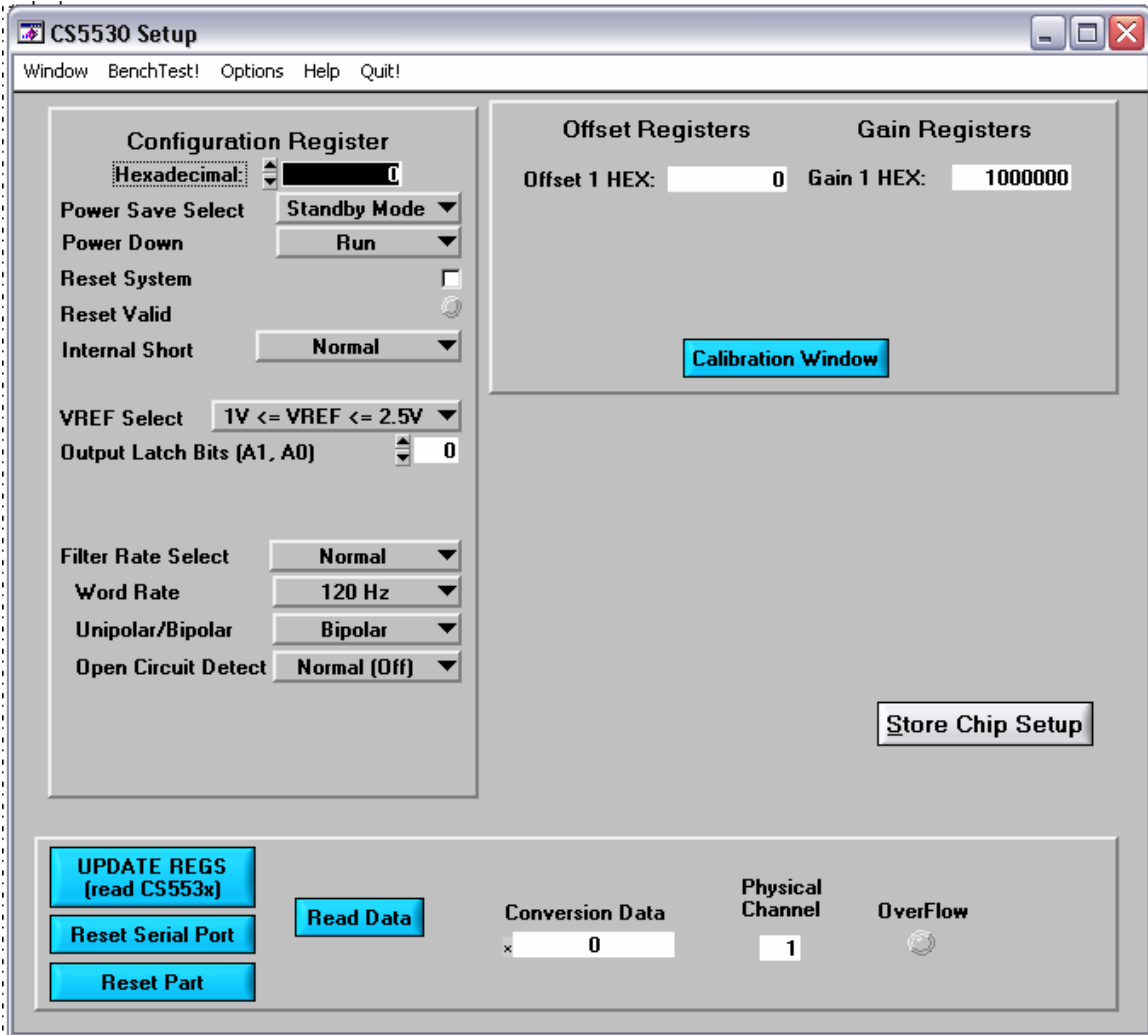 CS5530 Setup
Window BenchTest! Options Help Quit!
Configuration Register
Hexadecimal: 0
Power Save Select Standby Mode
Power Down Run
Reset System
Reset Valid
Internal Short Normal
VREF Select 1V <= VREF <= 2.5V
Output Latch Bits (A1, A0) 0
Filter Rate Select Normal
Word Rate 120 Hz
Unipolar/Bipolar Bipolar
Open Circuit Detect Normal (Off)
Offset Registers Gain Registers
Offset 1 HEX: 0 Gain 1 HEX: 1000000
Calibration Window
Store Chip Setup
UPDATE REGS
(read CS553x)
Reset Serial Port
Reset Part
Read Data
Conversion Data
x 0
Physical
Channel
1
OverFlow